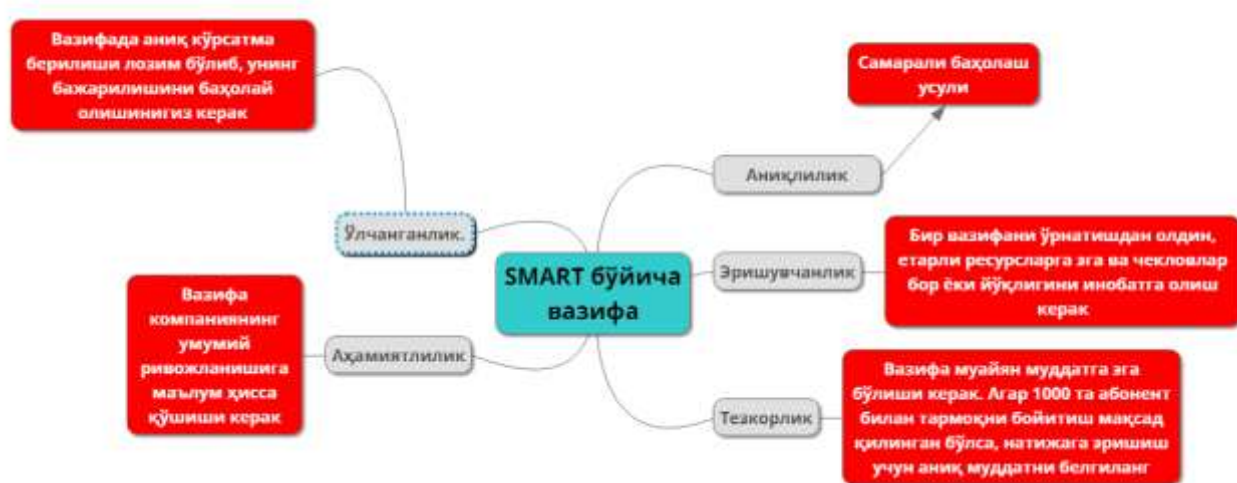 Вазифада аниқ кўрсатма
берилиши лозим бўлиб, унинг
бажарилишини баҳолай
олишинигиз керак
Самарали баҳолаш
усули
Аниқлилик
Ўлчанганлик.
SMART бўйича
вазифа
Эришувчанлик
Бир вазифани ўрнатишдан олдин,
етарли ресурсларга эга ва чекловлар
бор ёки йўқлигини инобатга олиш
керак
Вазифа
компаниянинг
умумий
ривожланишига
маълум ҳисса
қўшиши керак
Аҳамиятлилик
Тезкорлик
Вазифа муайян муддатга эга
бўлиши керак. Агар 1000 та абонент
билан тармоқни бойитиш мақсад
қилинган бўлса, натижага эришиш
учун аниқ муддатни белгиланг